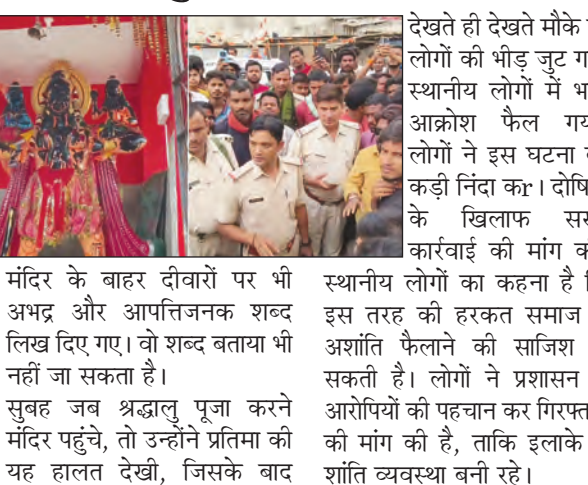 मंदिर के बाहर दीवारों पर भी
अभद्र और आपत्तिजनक शब्द
लिख दिए गए। वो शब्द बताया भी
नहीं जा सकता है।
सुबह जब श्रद्धालु पूजा करने
मंदिर पहुंचे, तो उन्होंने प्रतिमा की
यह हालत देखी, जिसके बाद
देखते ही देखते मौके
लोगों की भीड़ जुट
स्थानीय लोगों में
आक्रोश फैल
लोगों ने इस घटना
कड़ी निंदा कr।
के खिलाफ
कार्रवाई की मांग
स्थानीय लोगों का कहना है
इस तरह की हरकत समाज
अशांति फैलाने की साजिश
सकती है। लोगों ने प्रशासन
आरोपियों की पहचान कर
की मांग की है, ताकि इलाके
शांति व्यवस्था बनी रहे।